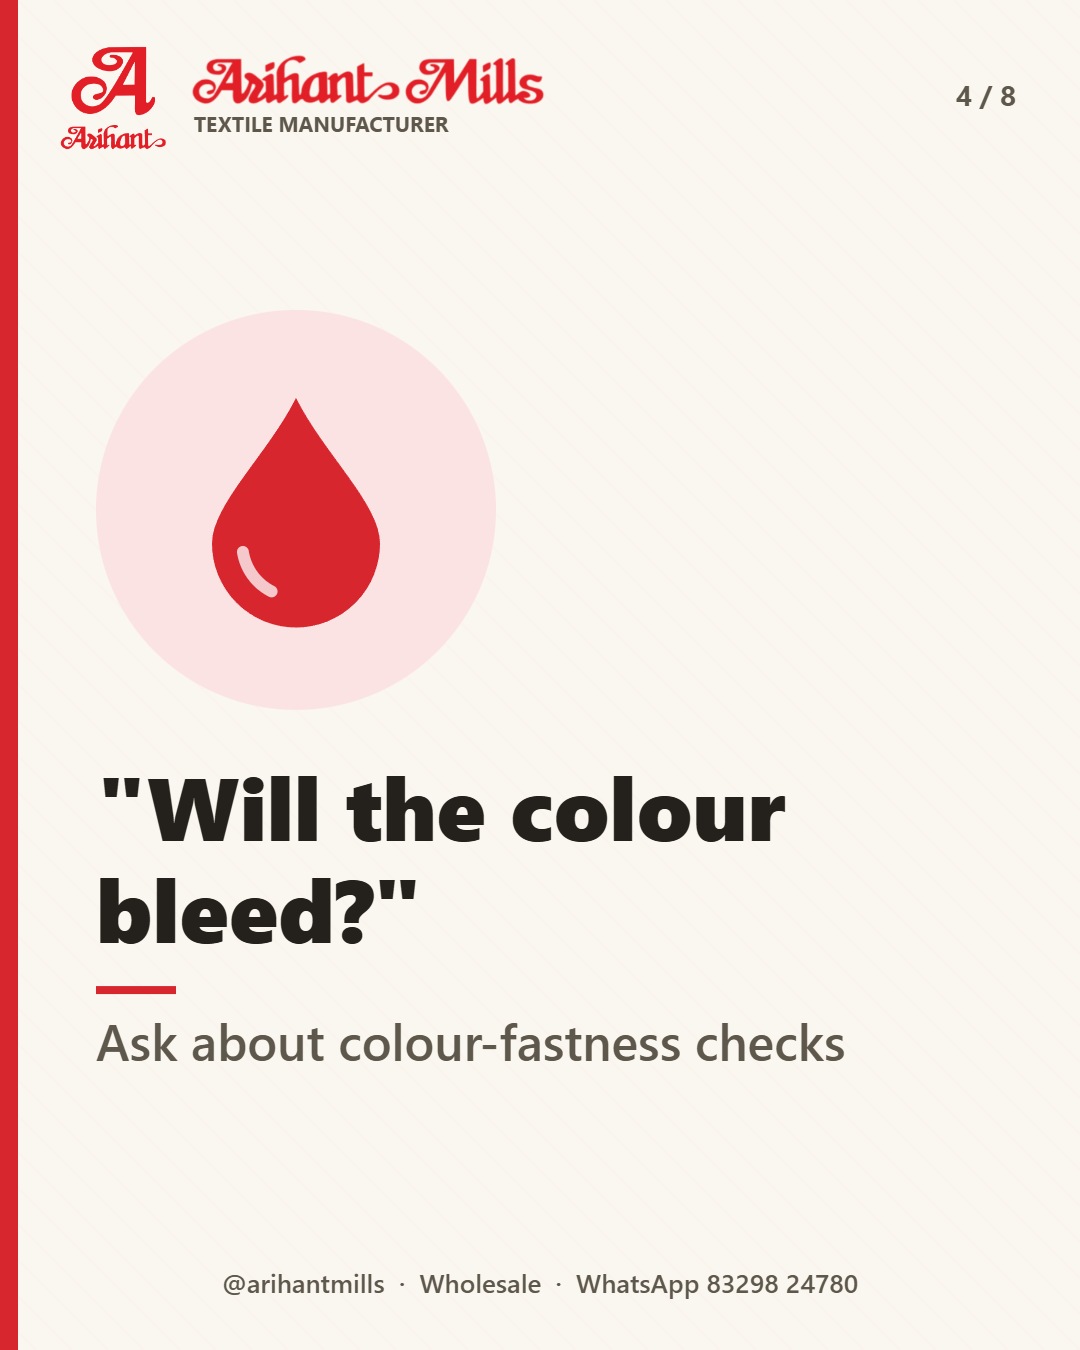 A
Arihant
Arihant Mills
TEXTILE MANUFACTURER
4 / 8
"Will the colour
bleed?"
Ask about colour-fastness checks
@arihantmills · Wholesale · WhatsApp 83298 24780